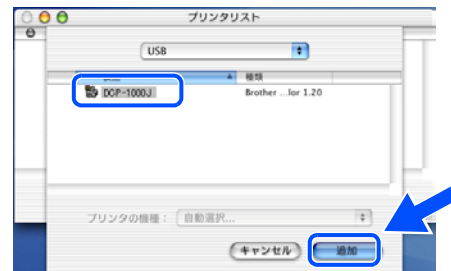 プリンタリスト
USB
種類
DCP-1000J
Brother ...lor 1.20
プリンタの機種： 自動選択...
キャンセル 追加